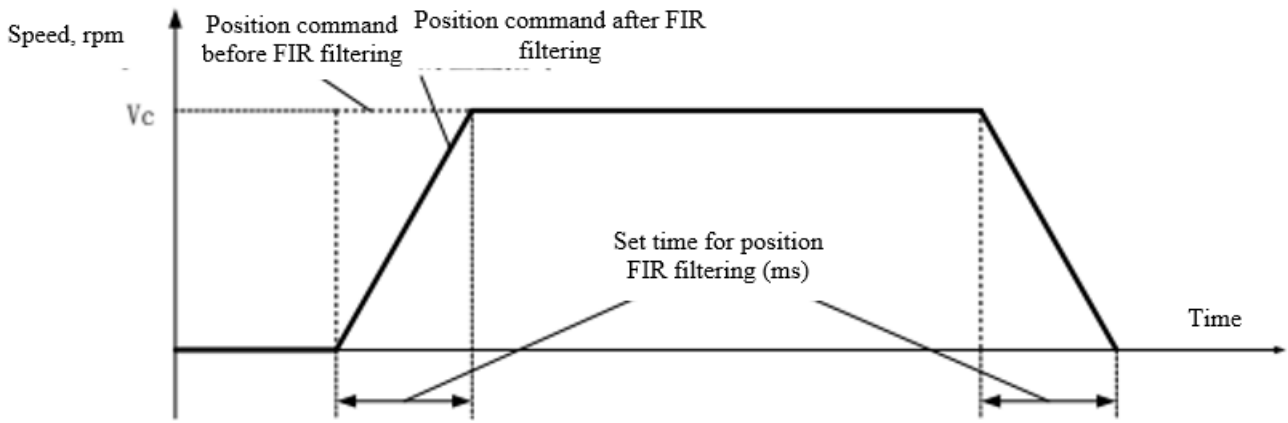 Speed, rpm
Position command
before FIR filtering
Position command after FIR
filtering
Vc
Set time for position
FIR filtering (ms)
Time